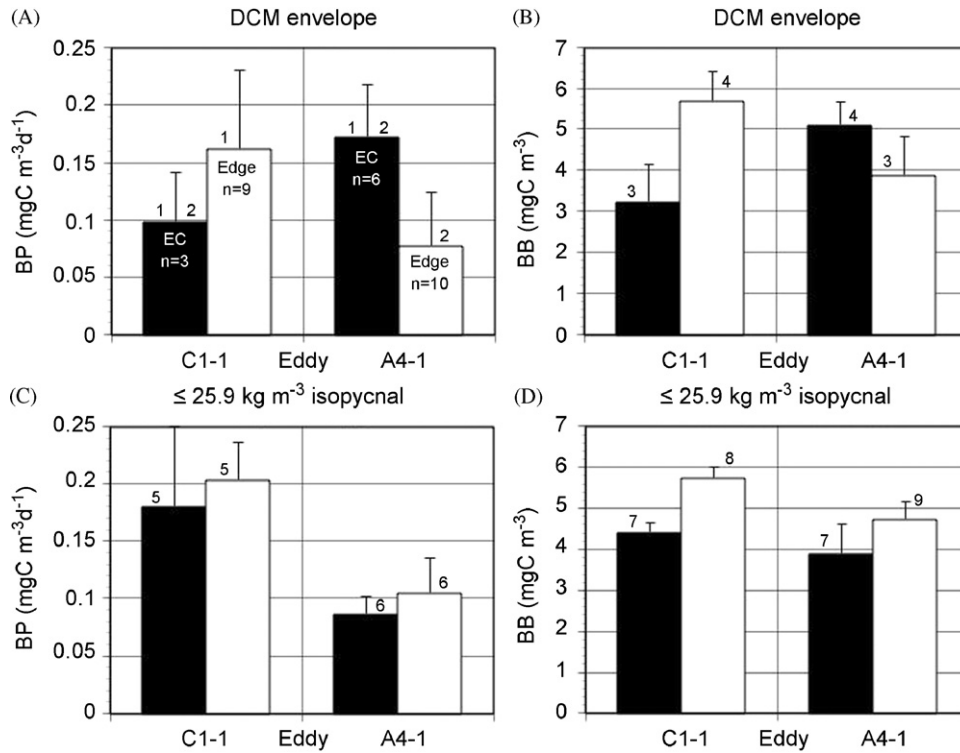 (A) DCM envelope
BP (mgC m-3d-1)
0.25
0.2
0.15
0.1
0.05
0
1 2
EC
n=3
1
Edge
n=9
1 2
EC
n=6
2
Edge
n=10
C1-1 Eddy A4-1
(B) DCM envelope
BB (mgC m-3)
7
6
5
4
3
2
1
0
3
4
4
3
C1-1 Eddy A4-1
(C) ≤ 25.9 kg m-3 isopycnal
BP (mgC m-3d-1)
0.25
0.2
0.15
0.1
0.05
0
5
5
6
6
C1-1 Eddy A4-1
(D) ≤ 25.9 kg m-3 isopycnal
BB (mgC m-3)
7
6
5
4
3
2
1
0
7
8
7
9
C1-1 Eddy A4-1